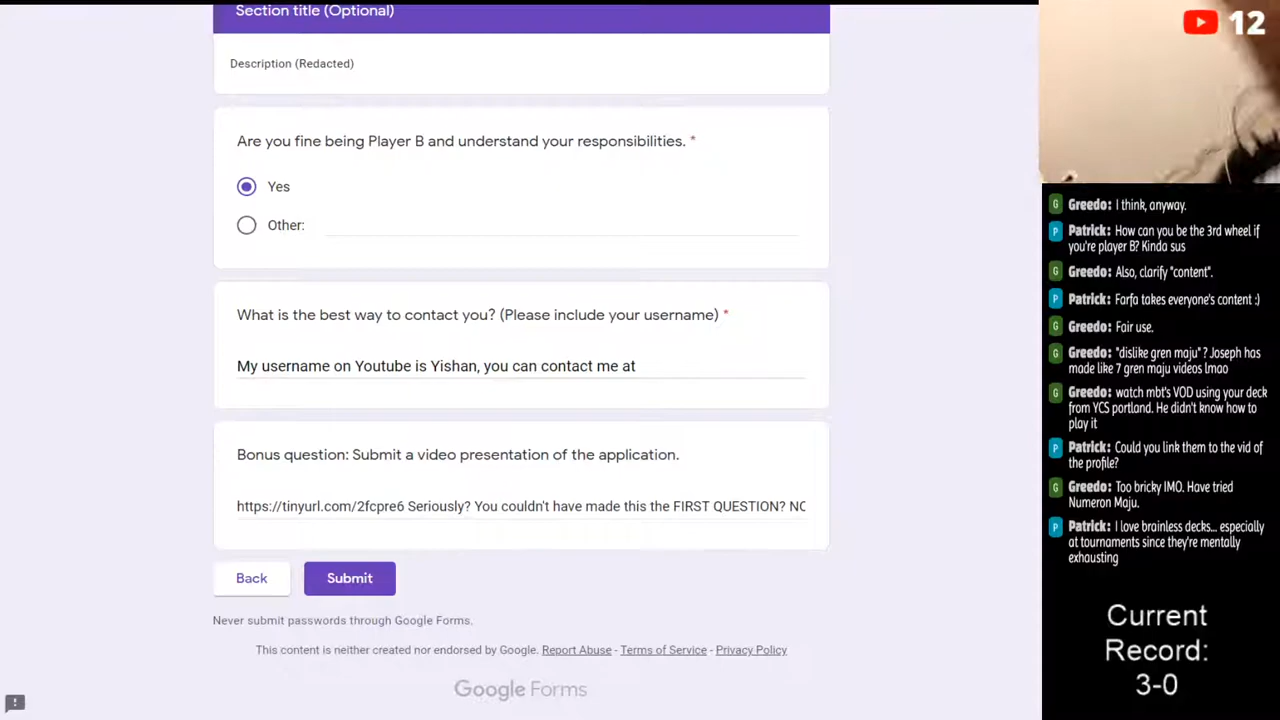 Section title (Optional)
Description (Redacted)
Are you fine being Player B and understand your responsibilities. *
Yes
Other:
What is the best way to contact you? (Please include your username) *
My username on Youtube is Yishan, you can contact me at
Bonus question: Submit a video presentation of the application.
https://tinyurl.com/2fcpre6 Seriously? You couldn't have made this the FIRST QUESTION? NO
Back
Submit
Never submit passwords through Google Forms.
This content is neither created nor endorsed by Google. Report Abuse - Terms of Service - Privacy Policy
Google Forms
12
G Greedo: I think, anyway.
P Patrick: How can you be the 3rd wheel if
you're player B? Kinda sus
G Greedo: Also, clarify "content".
P Patrick: Farfa takes everyone's content :)
G Greedo: Fair use.
G Greedo: "dislike gren maju" ? Joseph has
made like 7 gren maju videos lmao
G Greedo: watch mbt's VOD using your deck
from YCS portland. He didn't know how to
play it
P Patrick: Could you link them to the vid of
the profile?
G Greedo: Too bricky IMO. Have tried
Numeron Maju.
P Patrick: I love brainless decks... especially
at tournaments since they're mentally
exhausting
Current
Record:
3-0